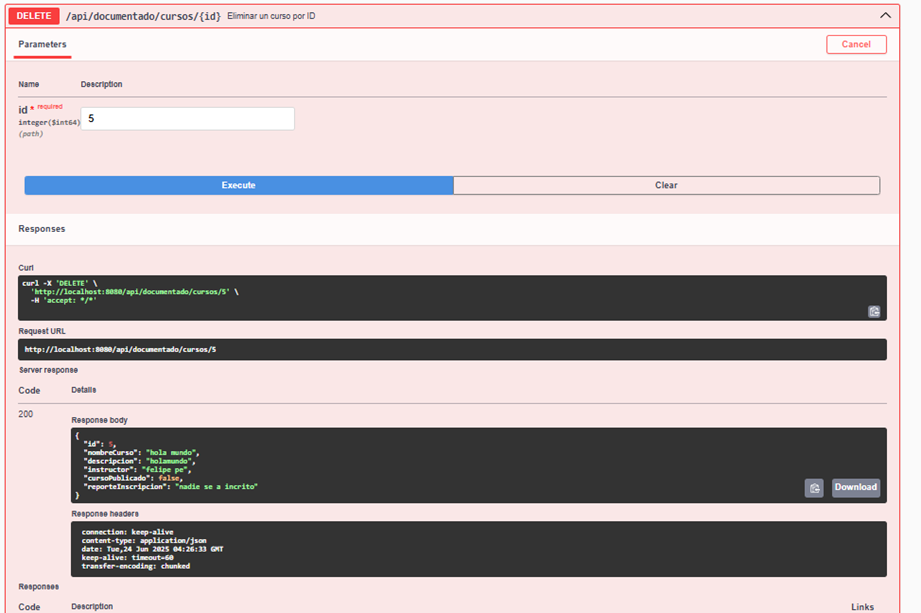 DELETE /api/documentado/cursos/{id} Eliminar un curso por ID
Parameters Cancel
Name Description
id * required
integer($int64)
(path)
5
Execute Clear
Responses
Curl
curl -X 'DELETE' \
'http://localhost:8080/api/documentado/cursos/5' \
-H 'accept: */*'
Request URL
http://localhost:8080/api/documentado/cursos/5
Server response
Code Details
200
Response body
{
"id": 5,
"nombreCurso": "hola mundo",
"descripcion": "holamundo",
"instructor": "felipe pe",
"cursoPublicado": false,
"reporteInscripcion": "nadie se a incrito"
}
Download
Response headers
connection: keep-alive
content-type: application/json
date: Tue,24 Jun 2025 04:26:33 GMT
keep-alive: timeout=60
transfer-encoding: chunked
Responses
Code Description Links